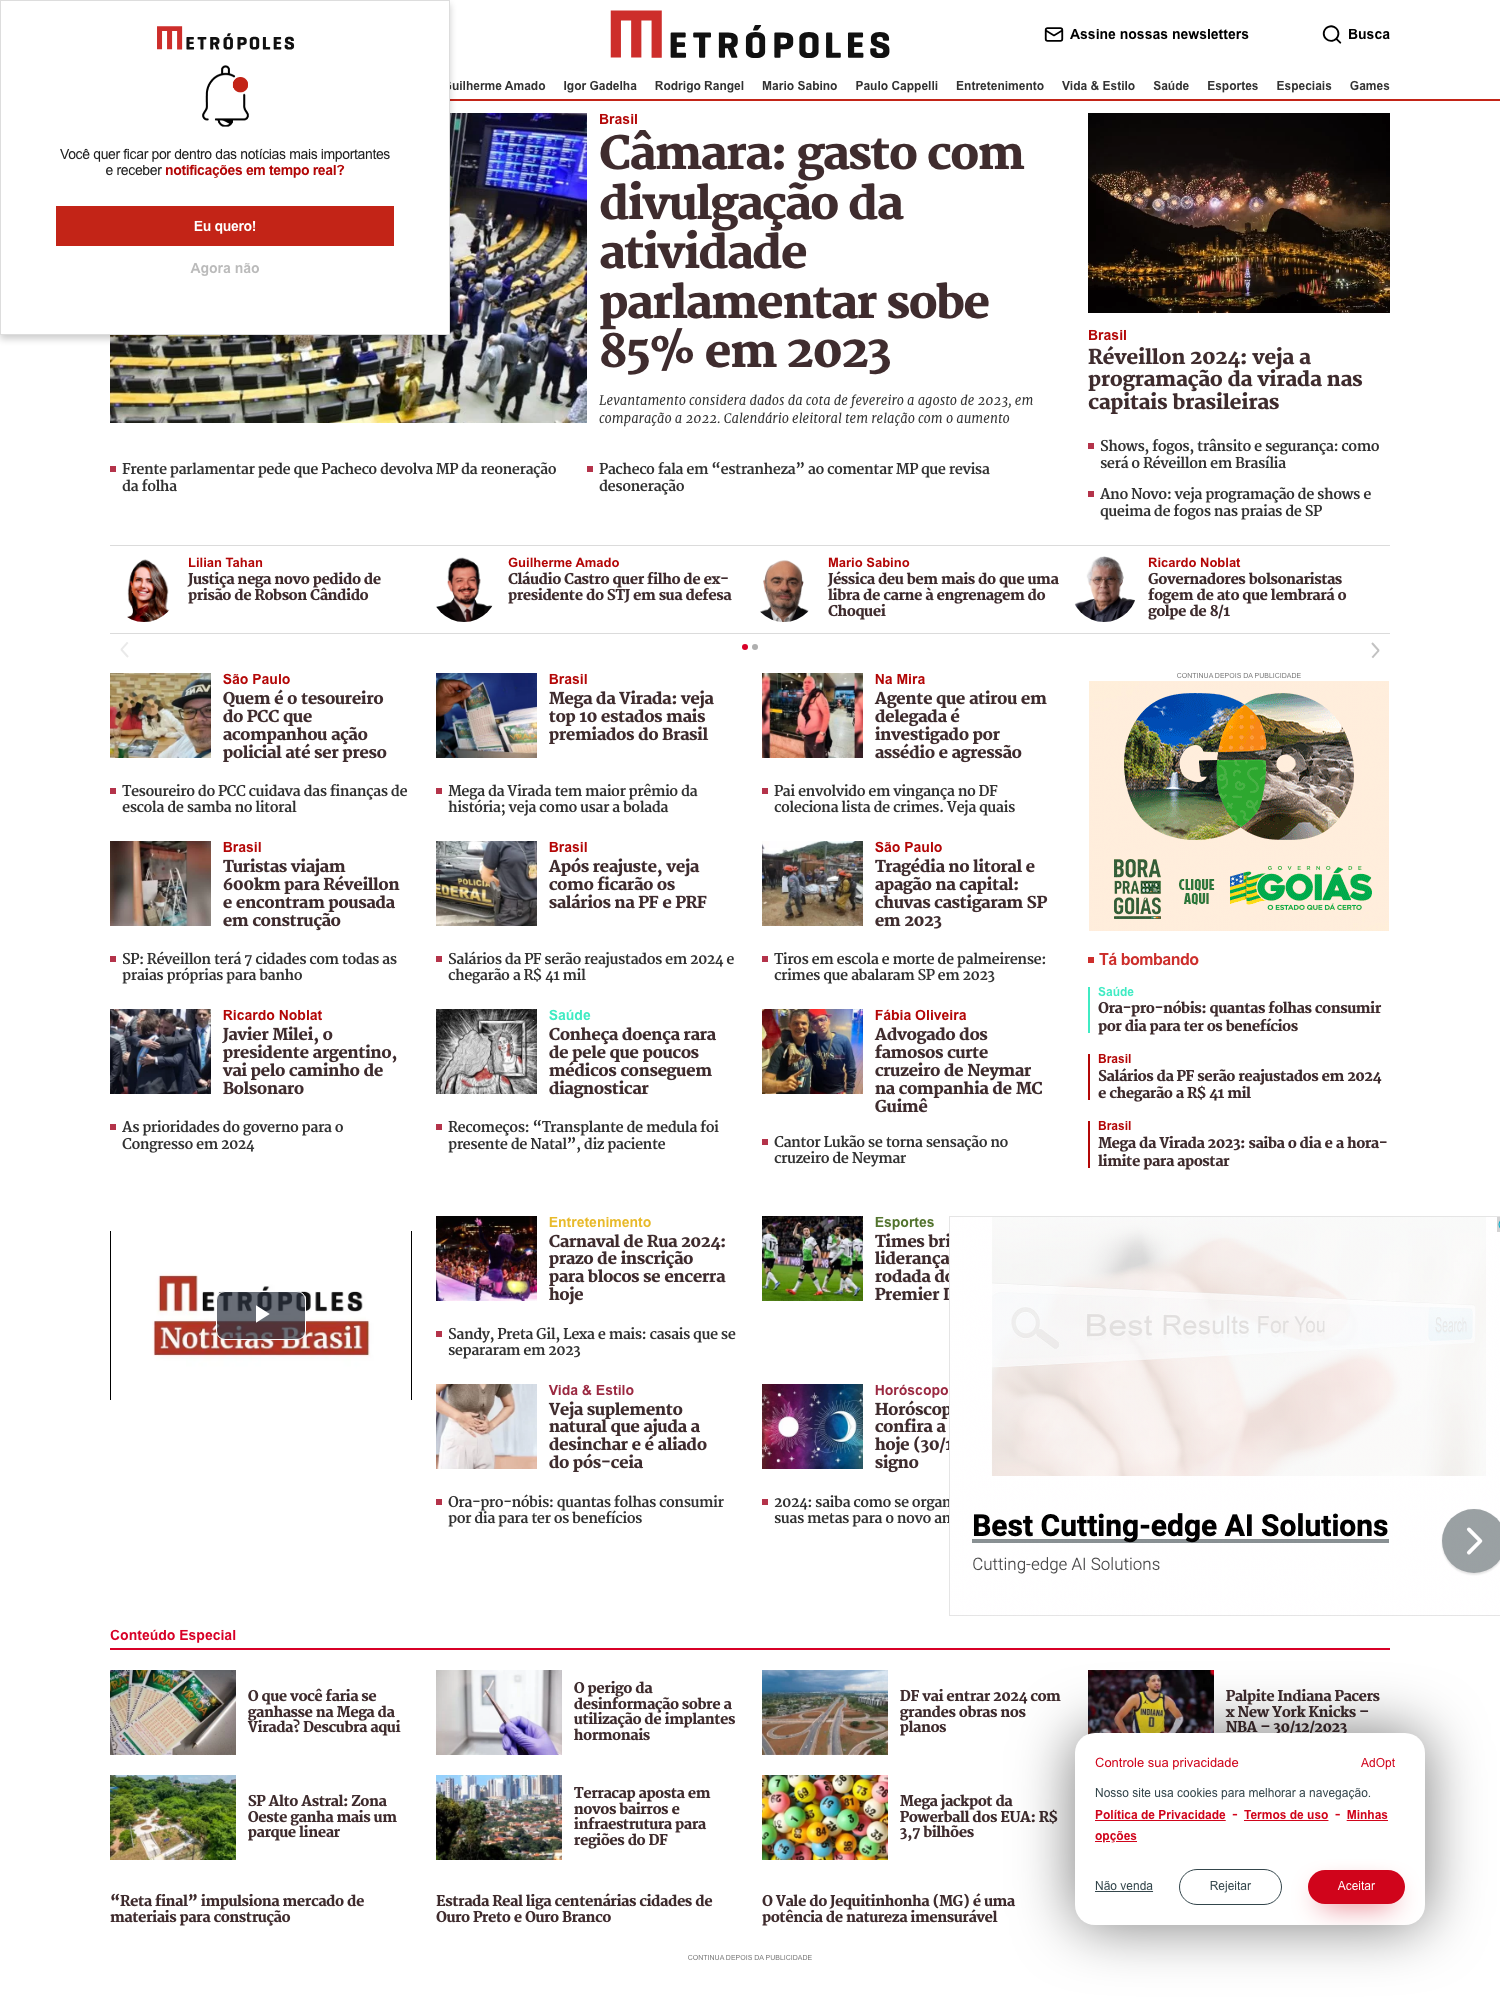 METRÓPOLES
Você quer ficar por dentro das notícias mais importantes
e receber notificações em tempo real?
Eu quero!
Agora não
METRÓPOLES
Assine nossas newsletters
Busca
Guilherme Amado
Igor Gadelha
Rodrigo Rangel
Mario Sabino
Paulo Cappelli
Entretenimento
Vida & Estilo
Saúde
Esportes
Especiais
Games
Brasil
Câmara: gasto com
divulgação da
atividade
parlamentar sobe
85% em 2023
Levantamento considera dados da cota de fevereiro a agosto de 2023, em
comparação a 2022. Calendário eleitoral tem relação com o aumento
Frente parlamentar pede que Pacheco devolva MP da reoneração
da folha
Pacheco fala em “estranheza” ao comentar MP que revisa
desoneração
Brasil
Réveillon 2024: veja a
programação da virada nas
capitais brasileiras
Shows, fogos, trânsito e segurança: como
será o Réveillon em Brasília
Ano Novo: veja programação de shows e
queima de fogos nas praias de SP
Lilian Tahan
Justiça nega novo pedido de
prisão de Robson Cândido
Guilherme Amado
Cláudio Castro quer filho de ex-
presidente do STJ em sua defesa
Mario Sabino
Jéssica deu bem mais do que uma
libra de carne à engrenagem do
Choquei
Ricardo Noblat
Governadores bolsonaristas
fogem de ato que lembrará o
golpe de 8/1
São Paulo
Quem é o tesoureiro
do PCC que
acompanhou ação
policial até ser preso
Tesoureiro do PCC cuidava das finanças de
escola de samba no litoral
Brasil
Mega da Virada: veja
top 10 estados mais
premiados do Brasil
Mega da Virada tem maior prêmio da
história; veja como usar a bolada
Na Mira
Agente que atirou em
delegada é
investigado por
assédio e agressão
Pai envolvido em vingança no DF
coleciona lista de crimes. Veja quais
CONTINUA DEPOIS DA PUBLICIDADE
BORA
PRA
GOIÁS
CLIQUE
AQUI
GOVERNO DE
GOIÁS
O ESTADO QUE DÁ CERTO
Brasil
Turistas viajam
600km para Réveillon
e encontram pousada
em construção
SP: Réveillon terá 7 cidades com todas as
praias próprias para banho
POLÍCIA
FEDERAL
Brasil
Após reajuste, veja
como ficarão os
salários na PF e PRF
Salários da PF serão reajustados em 2024 e
chegarão a R$ 41 mil
São Paulo
Tragédia no litoral e
apagão na capital:
chuvas castigaram SP
em 2023
Tiros em escola e morte de palmeirense:
crimes que abalaram SP em 2023
Ricardo Noblat
Javier Milei, o
presidente argentino,
vai pelo caminho de
Bolsonaro
As prioridades do governo para o
Congresso em 2024
Saúde
Conheça doença rara
de pele que poucos
médicos conseguem
diagnosticar
Recomeços: “Transplante de medula foi
presente de Natal”, diz paciente
Fábia Oliveira
Advogado dos
famosos curte
cruzeiro de Neymar
na companhia de MC
Guimê
Cantor Lukão se torna sensação no
cruzeiro de Neymar
Tá bombando
Saúde
Ora-pro-nóbis: quantas folhas consumir
por dia para ter os benefícios
Brasil
Salários da PF serão reajustados em 2024
e chegarão a R$ 41 mil
Brasil
Mega da Virada 2023: saiba o dia e a hora-
limite para apostar
METRÓPOLES
Notícias Brasil
Entretenimento
Carnaval de Rua 2024:
prazo de inscrição
para blocos se encerra
hoje
Sandy, Preta Gil, Lexa e mais: casais que se
separaram em 2023
Esportes
Times bri
liderança
rodada do
Premier
Vida & Estilo
Veja suplemento
natural que ajuda a
desinchar e é aliado
do pós-ceia
Ora-pro-nóbis: quantas folhas consumir
por dia para ter os benefícios
Horóscopo
Horóscop
confira a
hoje (30/1
signo
2024: saiba como se organ
suas metas para o novo an
Best Results For You
Search
Best Cutting-edge AI Solutions
Cutting-edge AI Solutions
Conteúdo Especial
O que você faria se
ganhasse na Mega da
Virada? Descubra aqui
O perigo da
desinformação sobre a
utilização de implantes
hormonais
DF vai entrar 2024 com
grandes obras nos
planos
INDIANA
0
Palpite Indiana Pacers
x New York Knicks –
NBA – 30/12/2023
SP Alto Astral: Zona
Oeste ganha mais um
parque linear
Terracap aposta em
novos bairros e
infraestrutura para
regiões do DF
Mega jackpot da
Powerball dos EUA: R$
3,7 bilhões
“Reta final” impulsiona mercado de
materiais para construção
Estrada Real liga centenárias cidades de
Ouro Preto e Ouro Branco
O Vale do Jequitinhonha (MG) é uma
potência de natureza imensurável
Controle sua privacidade
AdOpt
Nosso site usa cookies para melhorar a navegação.
Política de Privacidade - Termos de uso - Minhas
opções
Não venda
Rejeitar
Aceitar
CONTINUA DEPOIS DA PUBLICIDADE